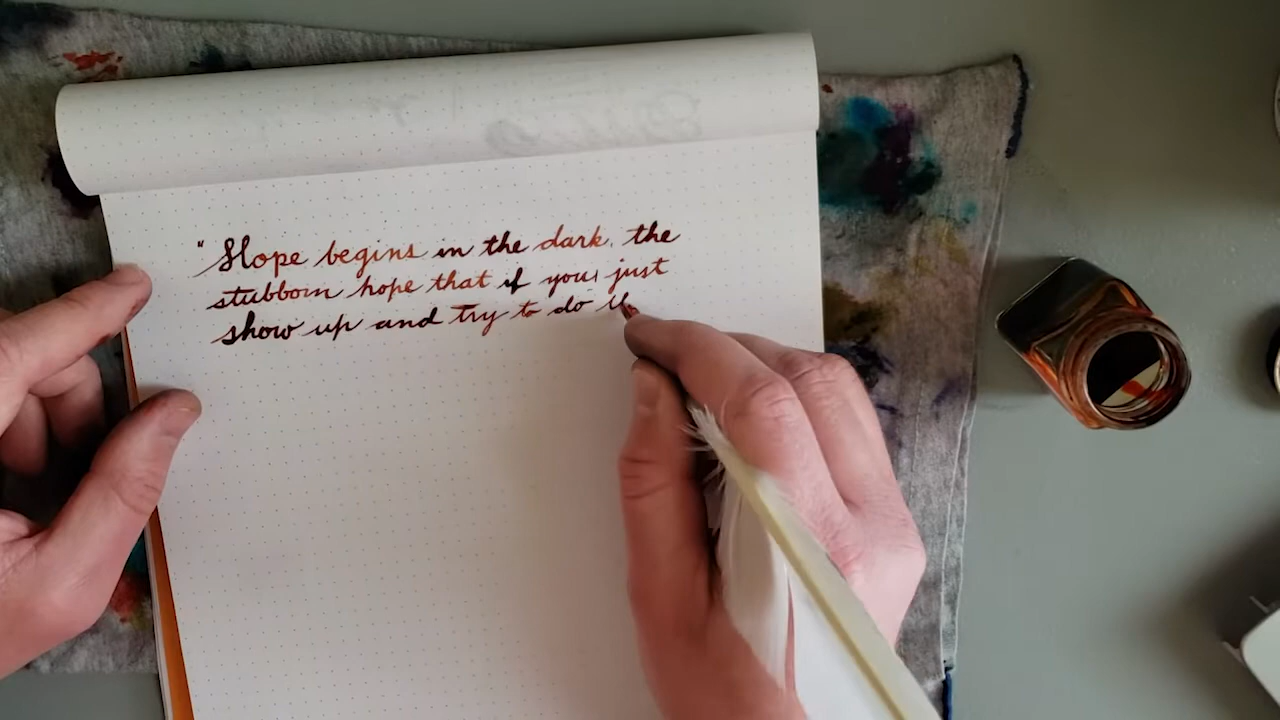 "Hope begins in the dark, the
stubborn hope that if you just
show up and try to do